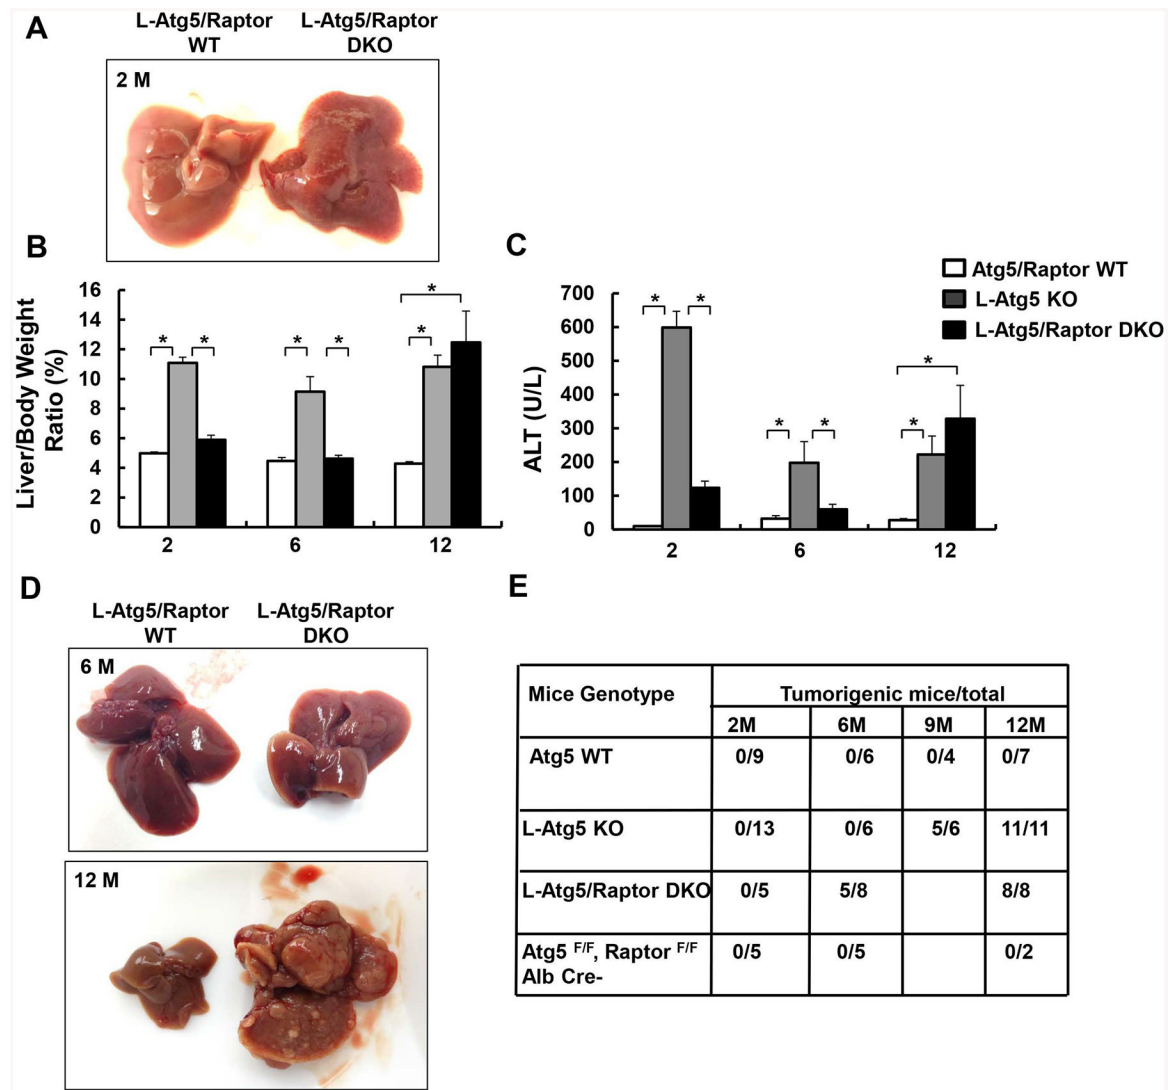 A
L-Atg5/Raptor WT
L-Atg5/Raptor DKO
2 M
B
Liver/Body Weight Ratio (%)
16
14
12
10
8
6
4
2
0
* * * * * *
2 6 12
C
Atg5/Raptor WT
L-Atg5 KO
L-Atg5/Raptor DKO
ALT (U/L)
700
600
500
400
300
200
100
0
* * * * * *
2 6 12
D
L-Atg5/Raptor WT
L-Atg5/Raptor DKO
6 M
12 M
E
Mice Genotype Tumorigenic mice/total
2M 6M 9M 12M
Atg5 WT 0/9 0/6 0/4 0/7
L-Atg5 KO 0/13 0/6 5/6 11/11
L-Atg5/Raptor DKO 0/5 5/8 8/8
Atg5 F/F, Raptor F/F 0/5 0/5 0/2
Alb Cre-